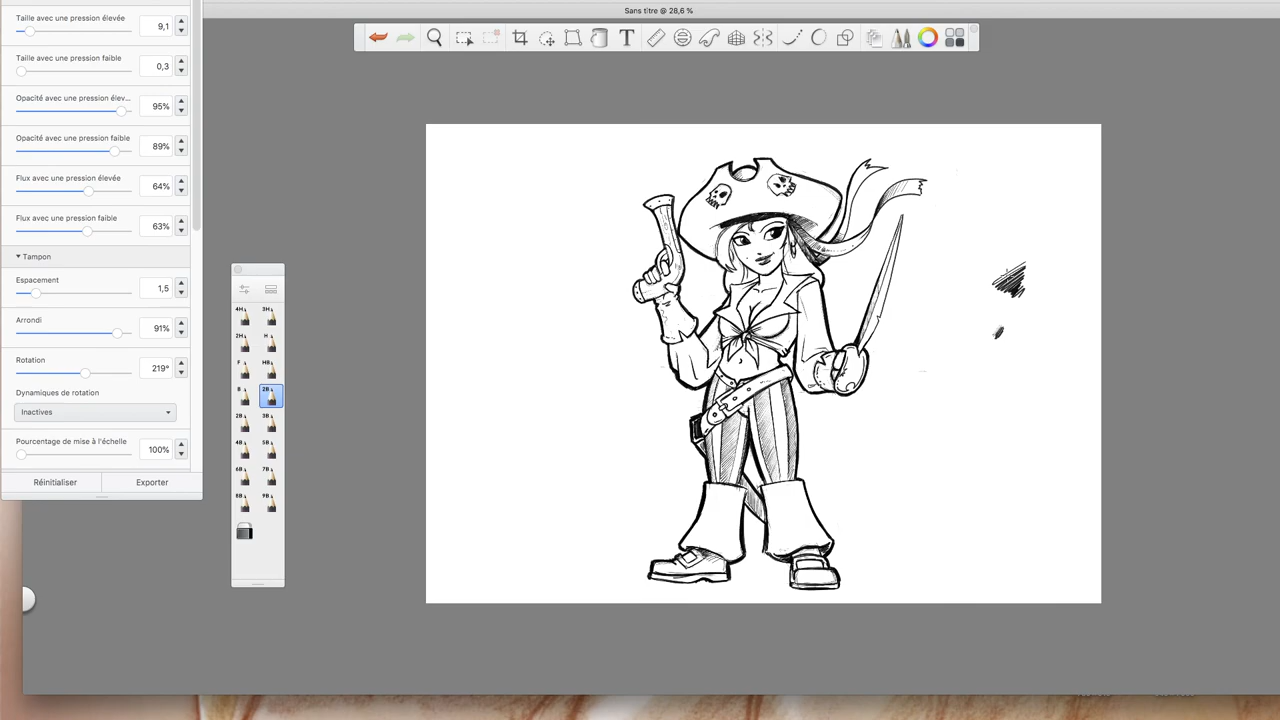 Sans titre @ 28,6 %
Taille avec une pression élevée
9,1
Taille avec une pression faible
0,3
Opacité avec une pression élev...
95%
Opacité avec une pression faible
89%
Flux avec une pression élevée
64%
Flux avec une pression faible
63%
Tampon
Espacement
1,5
Arrondi
91%
Rotation
219°
Dynamiques de rotation
Inactives
Pourcentage de mise à l'échelle
100%
Réinitialiser Exporter
4H 3H
2H H
F HB
B 2B
2B 3B
4B 5B
6B 7B
8B 9B
T